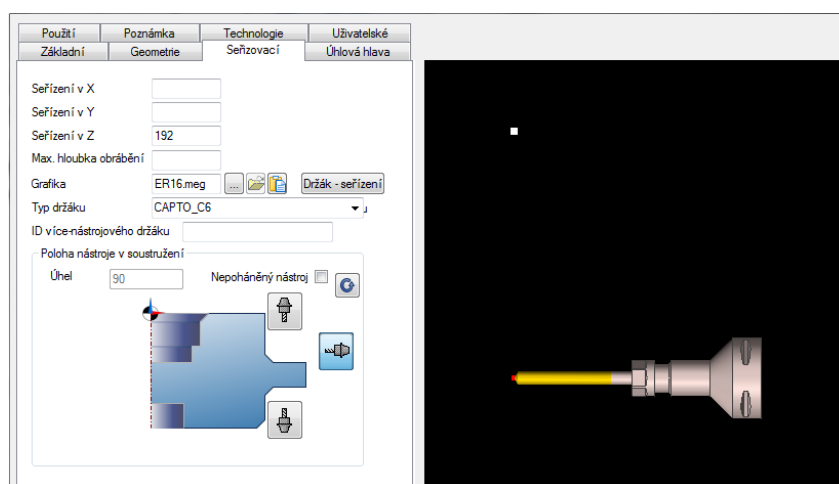 Použití Poznámka Technologie Uživatelské
Základní Geometrie Seřizovací Úhlová hlava
Seřízení v X
Seřízení v Y
Seřízení v Z 192
Max. hloubka obrábění
Grafika ER16.meg ... Držák - seřízení
Typ držáku CAPTO_C6
ID více-nástrojového držáku
Poloha nástroje v soustružení
Úhel 90 Nepoháněný nástroj